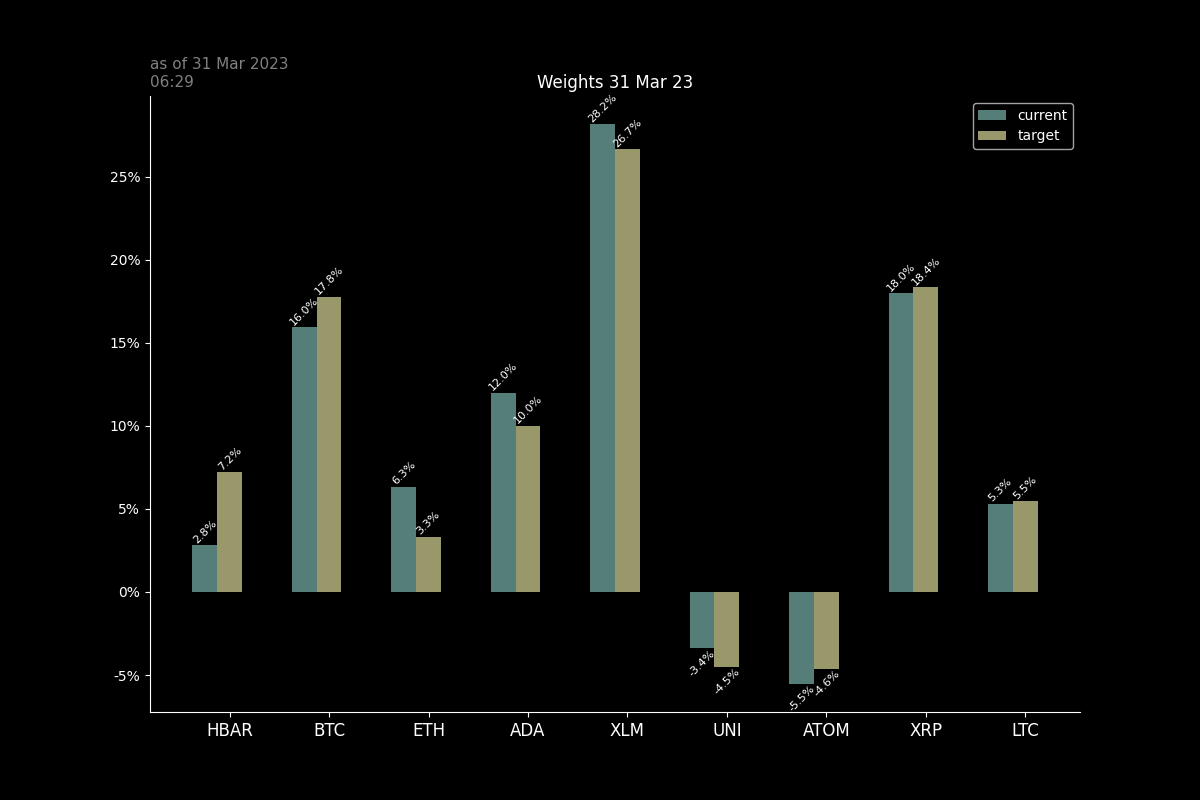 as of 31 Mar 2023
06:29
Weights 31 Mar 23
current
target
28.2%
26.7%
25%
20%
18.0%
18.4%
17.8%
16.0%
15%
12.0%
10.0%
10%
7.2%
6.3%
5.3%
5.5%
5%
3.3%
2.8%
0%
-3.4%
-4.5%
-5%
-5.5%
-4.6%
HBAR
BTC
ETH
ADA
XLM
UNI
ATOM
XRP
LTC